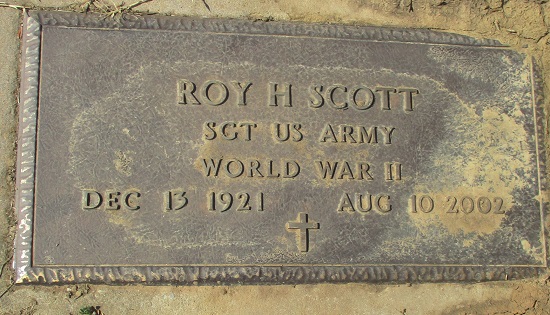 ROY H SCOTT
SGT US ARMY
WORLD WAR II
DEC 13 1921 AUG 10 2002